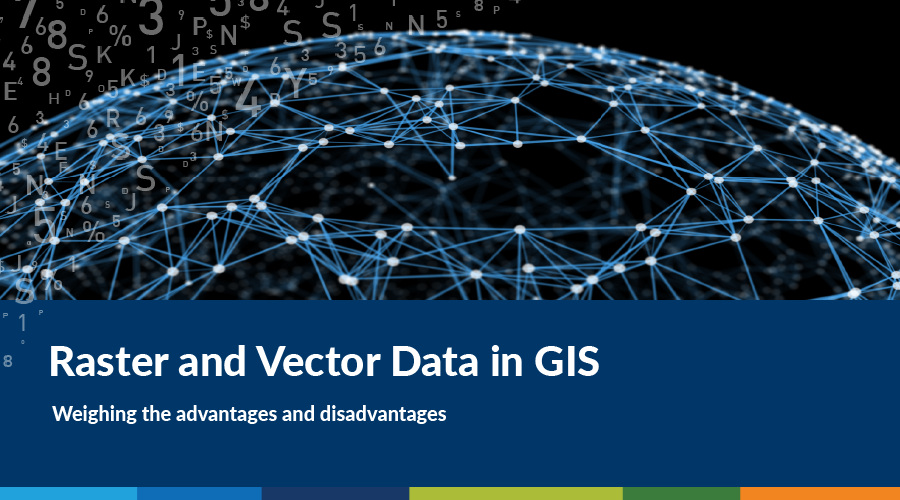 Raster and Vector Data in GIS
Weighing the advantages and disadvantages